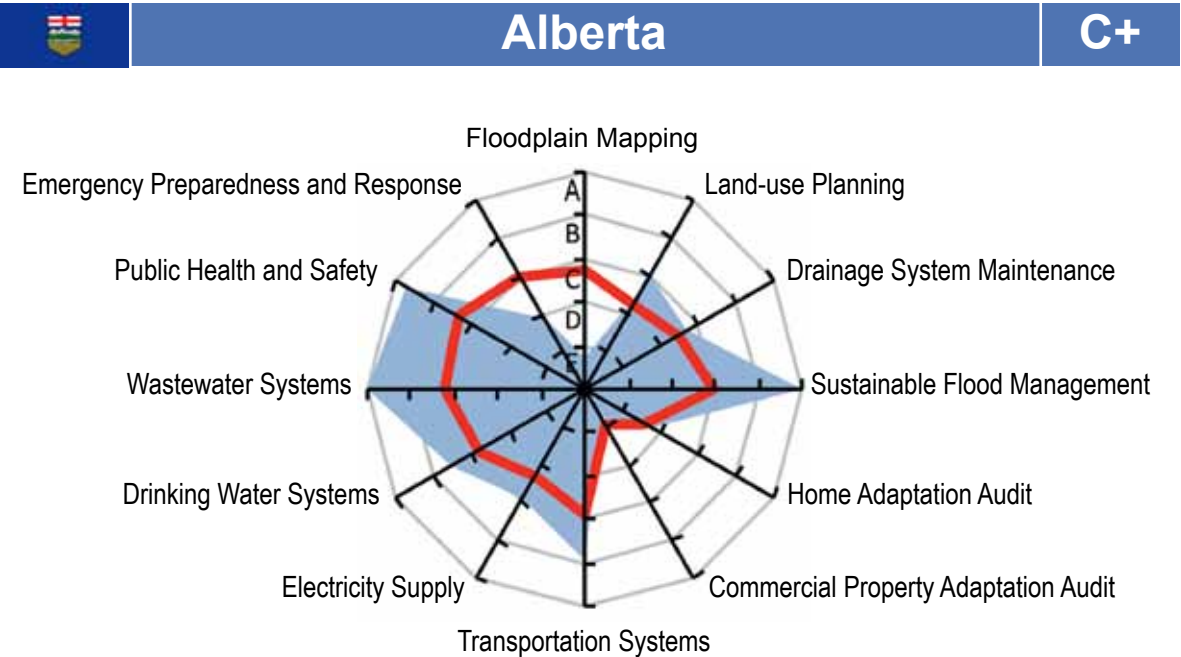 Alberta
C+
Floodplain Mapping
Emergency Preparedness and Response
Land-use Planning
A
B
Public Health and Safety
Drainage System Maintenance
C
D
E
Wastewater Systems
Sustainable Flood Management
Drinking Water Systems
Home Adaptation Audit
Electricity Supply
Commercial Property Adaptation Audit
Transportation Systems